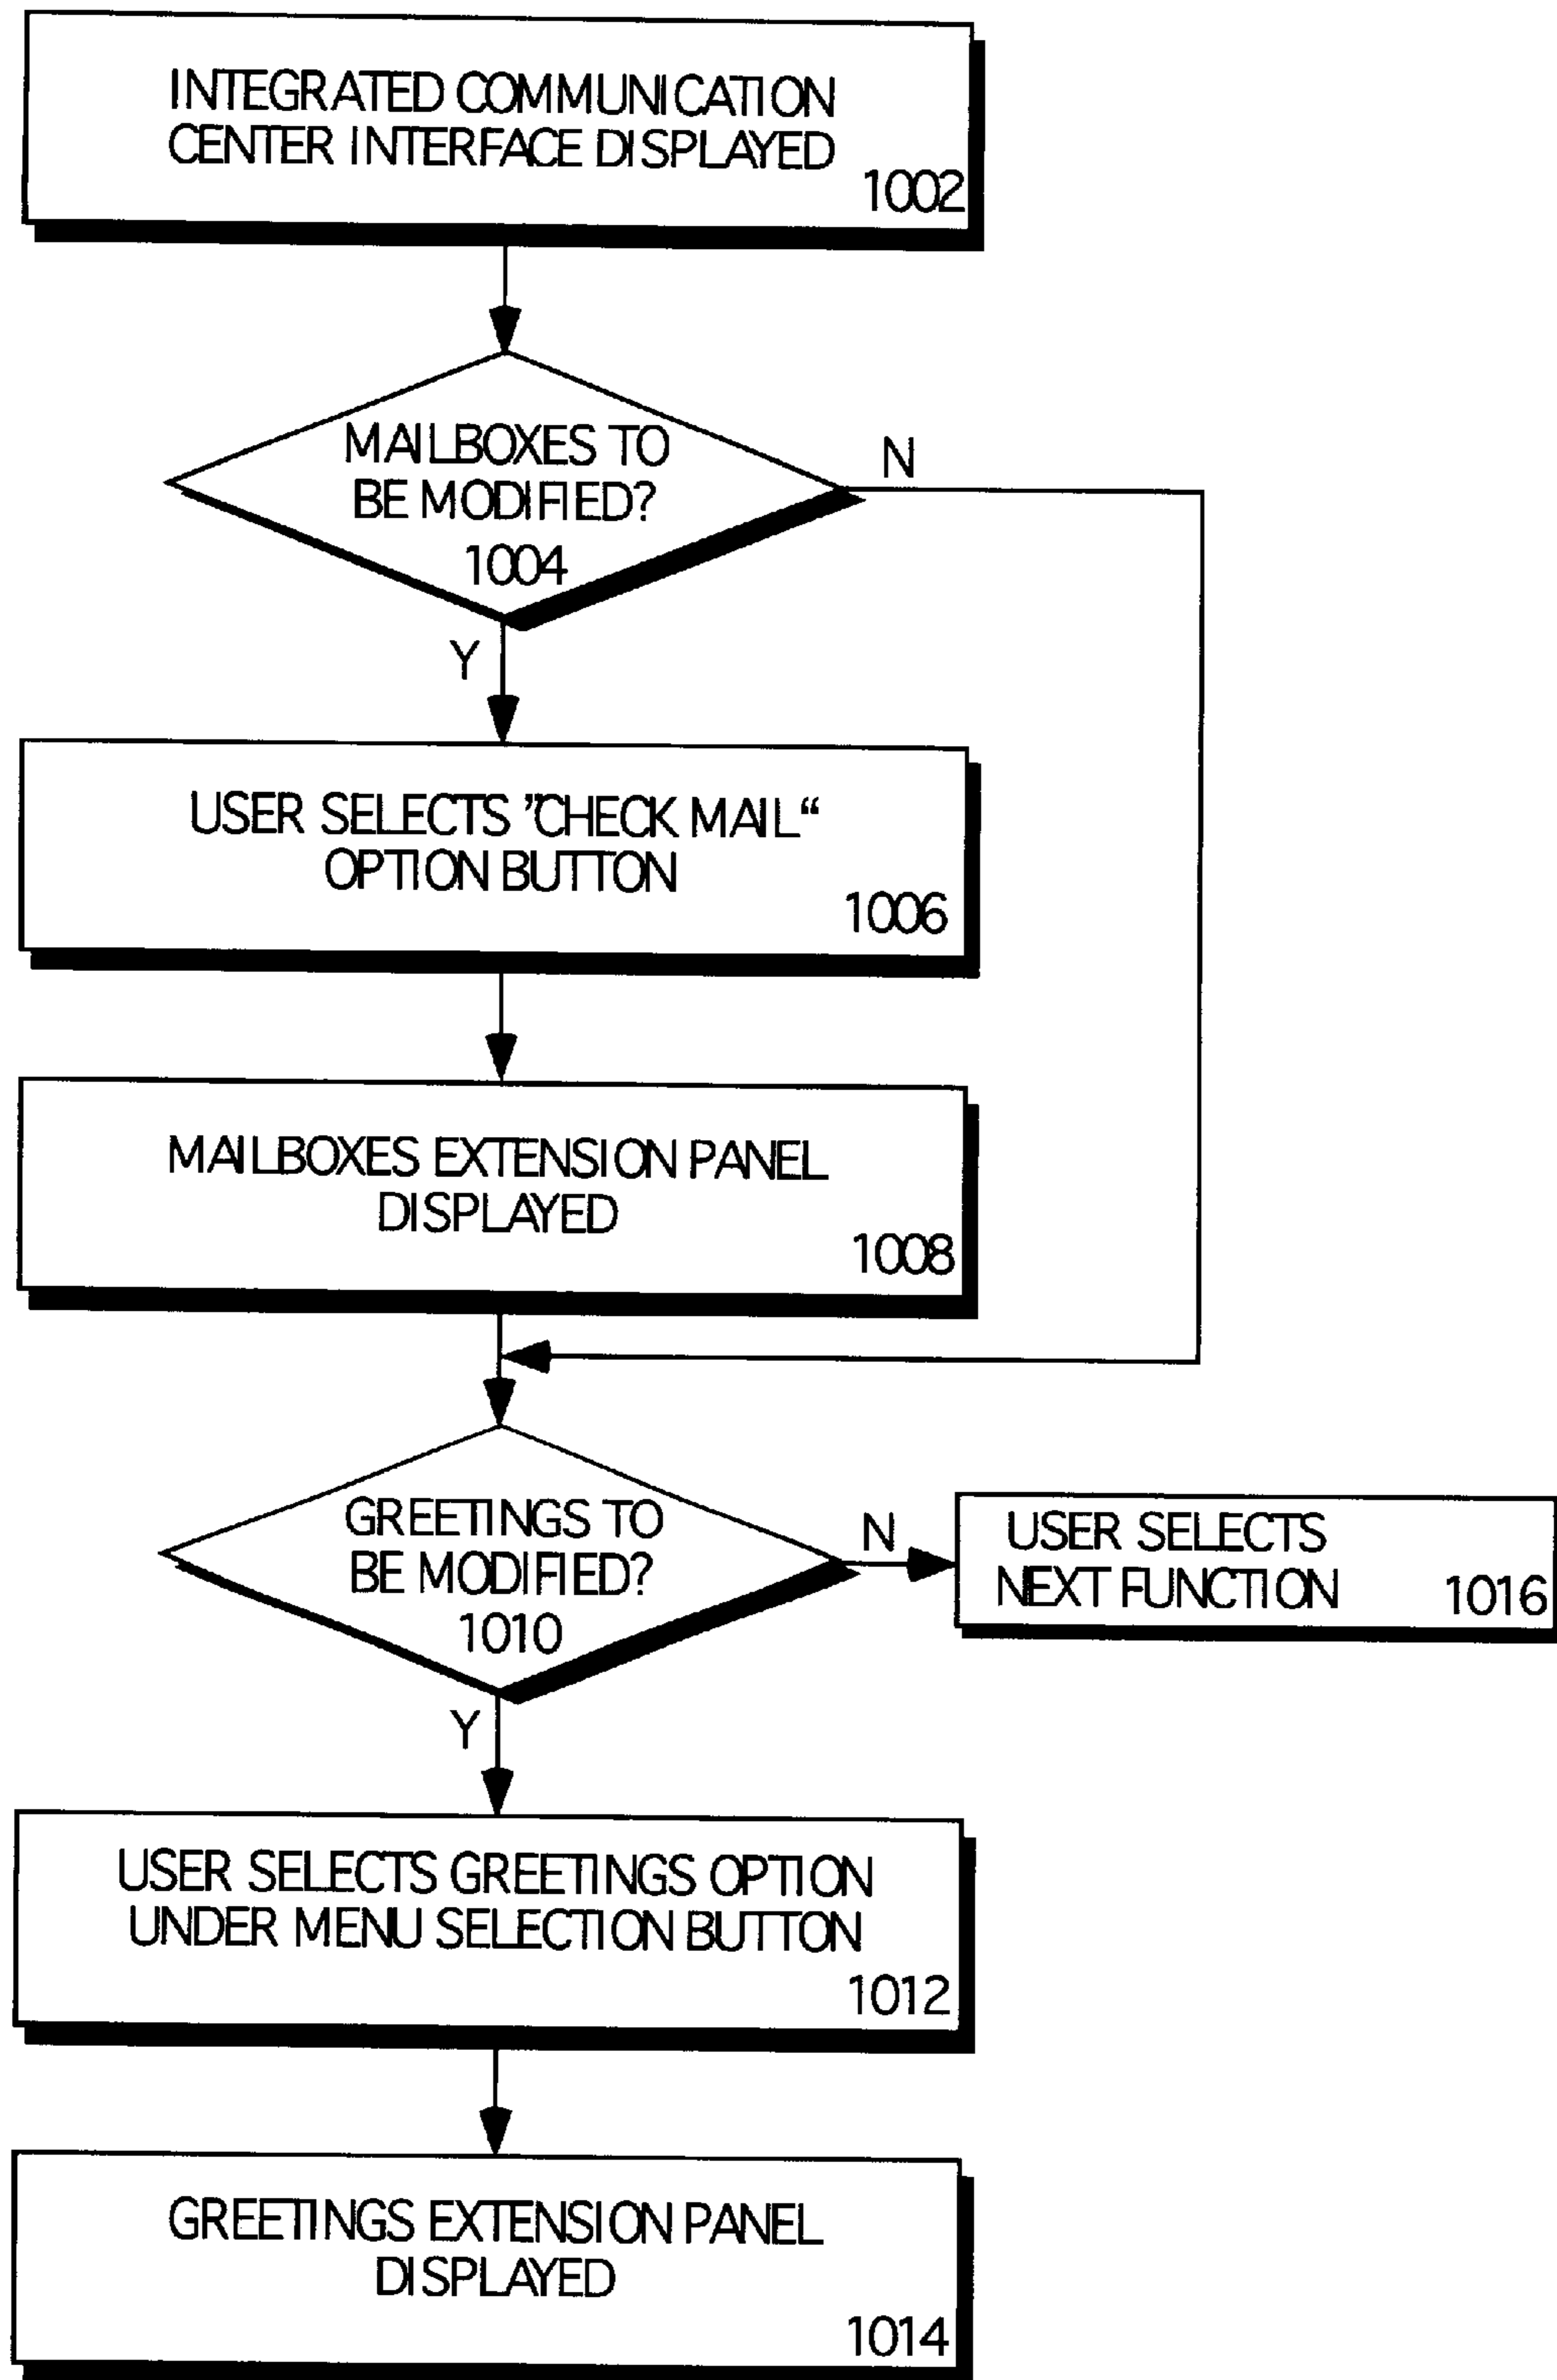 INTEGRATED COMMUNICATION
CENTER INTERFACE DISPLAYED
1002
MAILBOXES TO
BE MODIFIED?
1004
N
Y
USER SELECTS ”CHECK MAIL“
OPTION BUTTON
1006
MAILBOXES EXTENSION PANEL
DISPLAYED
1008
GREETINGS TO
BE MODIFIED?
1010
N
USER SELECTS
NEXT FUNCTION
1016
Y
USER SELECTS GREETINGS OPTION
UNDER MENU SELECTION BUTTON
1012
GREETINGS EXTENSION PANEL
DISPLAYED
1014